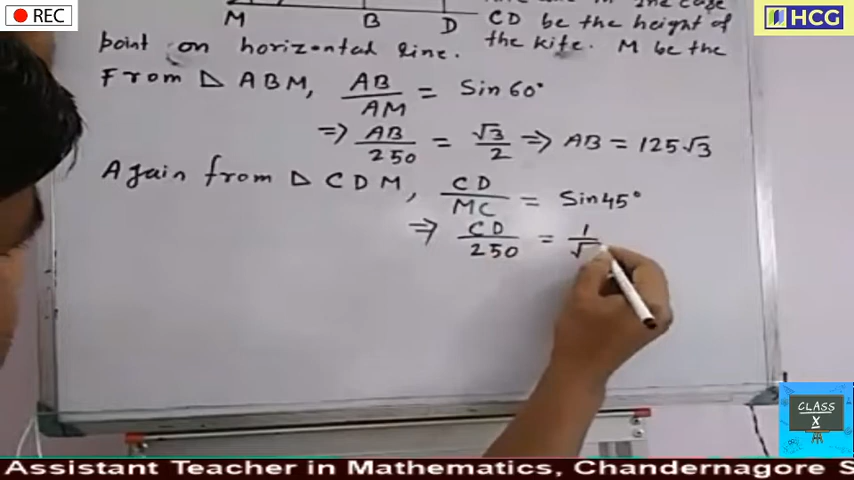 REC
HCG
M B D CD be the height of
point on horizontal line. the kite. M be the
From △ ABM, AB/AM = Sin 60°
⇒ AB/250 = √3/2 ⇒ AB = 125√3
Again from △ CDM, CD/MC = Sin 45°
⇒ CD/250 = 1/√
CLASS
X
Assistant Teacher in Mathematics, Chandernagore S